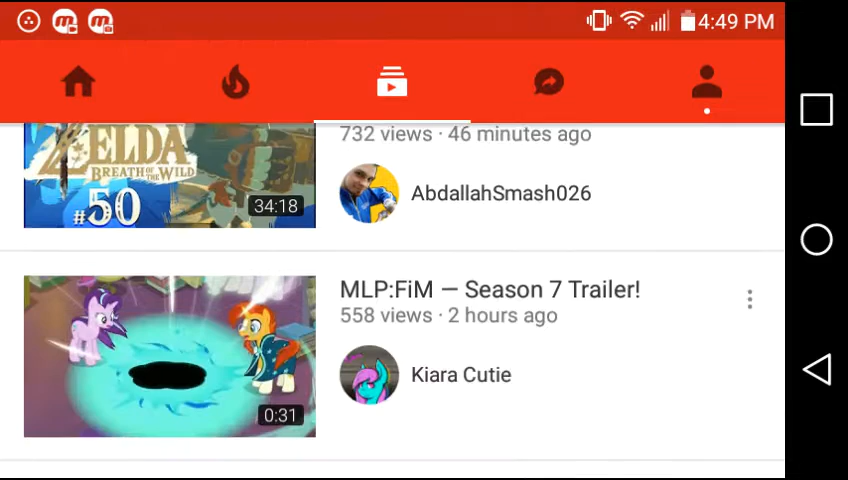 4:49 PM
ZELDA
BREATH OF THE WILD
#50
34:18
732 views · 46 minutes ago
AbdallahSmash026
MLP:FiM — Season 7 Trailer!
558 views · 2 hours ago
Kiara Cutie
0:31